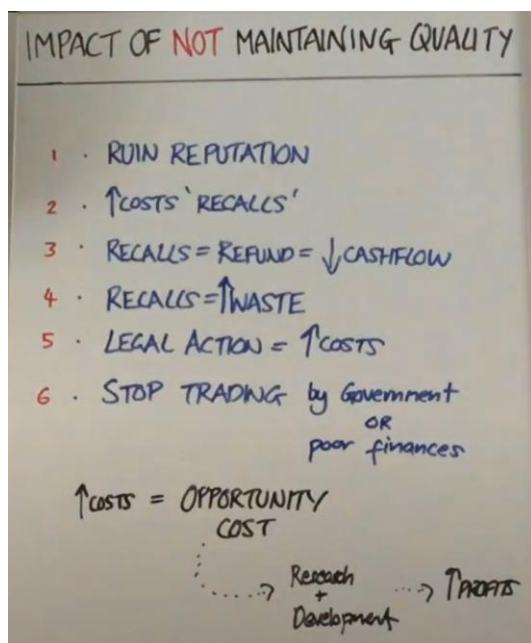 IMPACT OF NOT MAINTAINING QUALITY
1 . RUIN REPUTATION
2 . ↑COSTS 'RECALLS'
3 . RECALLS = REFUND = ↓CASHFLOW
4 . RECALLS = ↑WASTE
5 . LEGAL ACTION = ↑COSTS
6 . STOP TRADING by Government
OR
poor finances
↑COSTS = OPPORTUNITY
COST
Research
+
Development
↑PROFITS